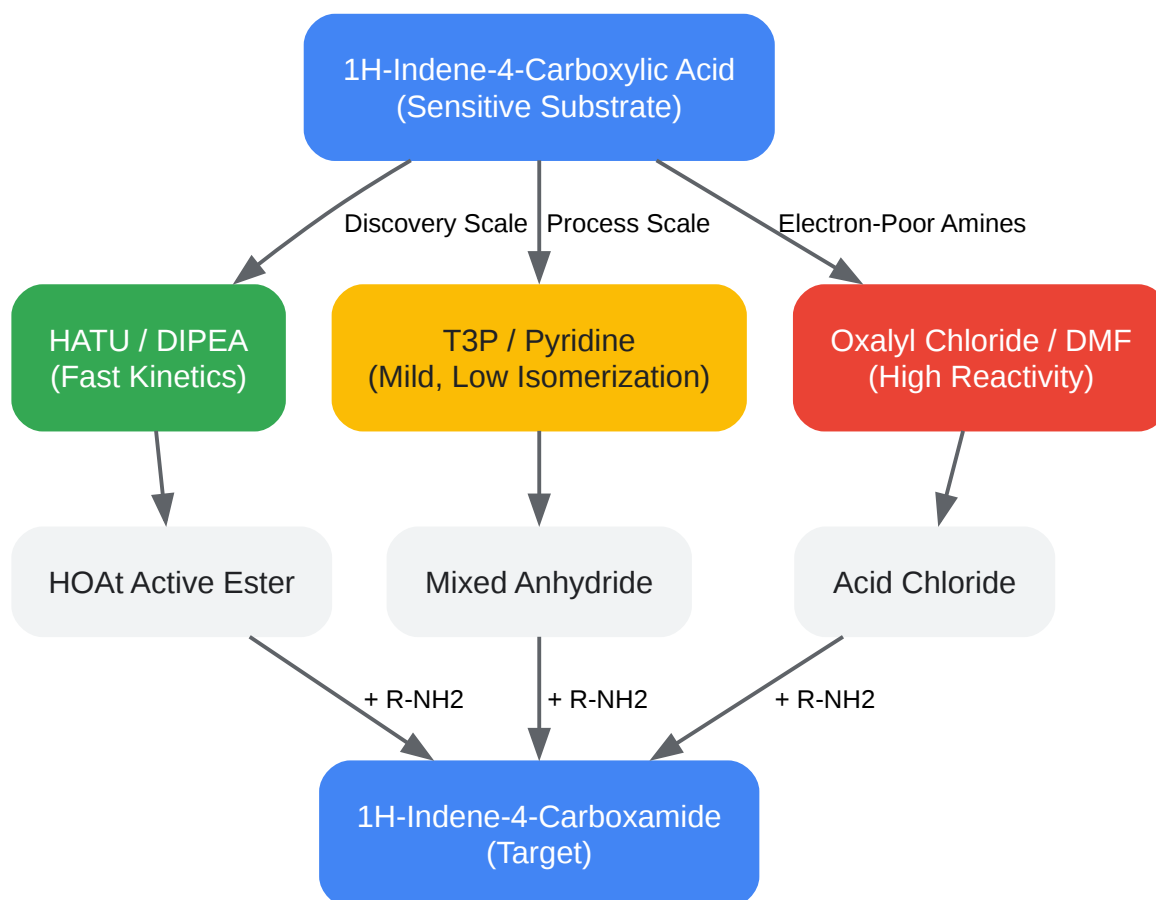 1H-Indene-4-Carboxylic Acid
(Sensitive Substrate)
Discovery Scale
Process Scale
Electron-Poor Amines
HATU / DIPEA
(Fast Kinetics)
T3P / Pyridine
(Mild, Low Isomerization)
Oxalyl Chloride / DMF
(High Reactivity)
HOAt Active Ester
Mixed Anhydride
Acid Chloride
+ R-NH2
+ R-NH2
+ R-NH2
1H-Indene-4-Carboxamide
(Target)